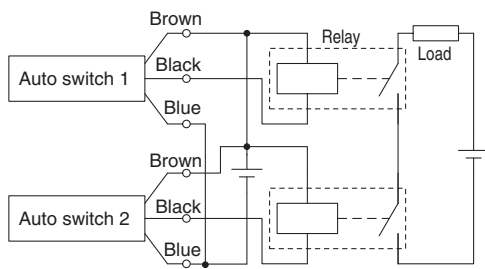 Brown
Auto switch 1
Black
Blue
Relay
Load
Brown
Auto switch 2
Black
Blue